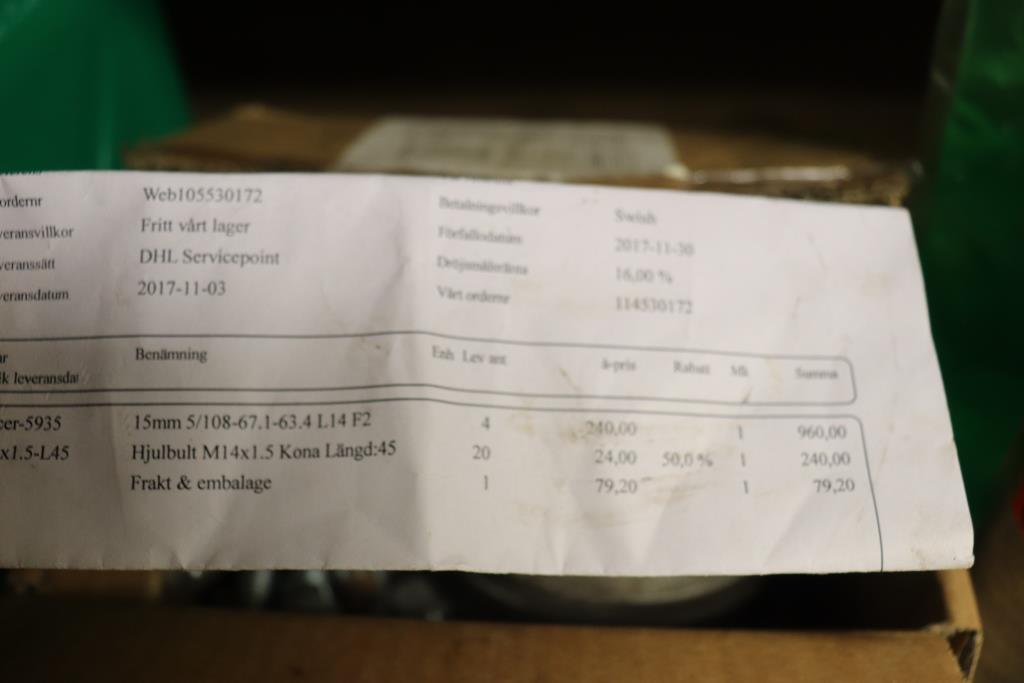 ordernr Web105530172 Betalningsvillkor Swish
veransvillkor Fritt vårt lager Förfallodatum 2017-11-30
veranssätt DHL Servicepoint Dröjsmålsränta 16,00 %
veransdatum 2017-11-03 Vårt ordernr 114530172
r Benämning Enh Lev ant à-pris Rabatt Mk Summa
k leveransdat
cer-5935 15mm 5/108-67.1-63.4 L14 F2 4 240,00 1 960,00
x1.5-L45 Hjulbult M14x1.5 Kona Längd:45 20 24,00 50,0 % 1 240,00
Frakt & embalage 1 79,20 1 79,20